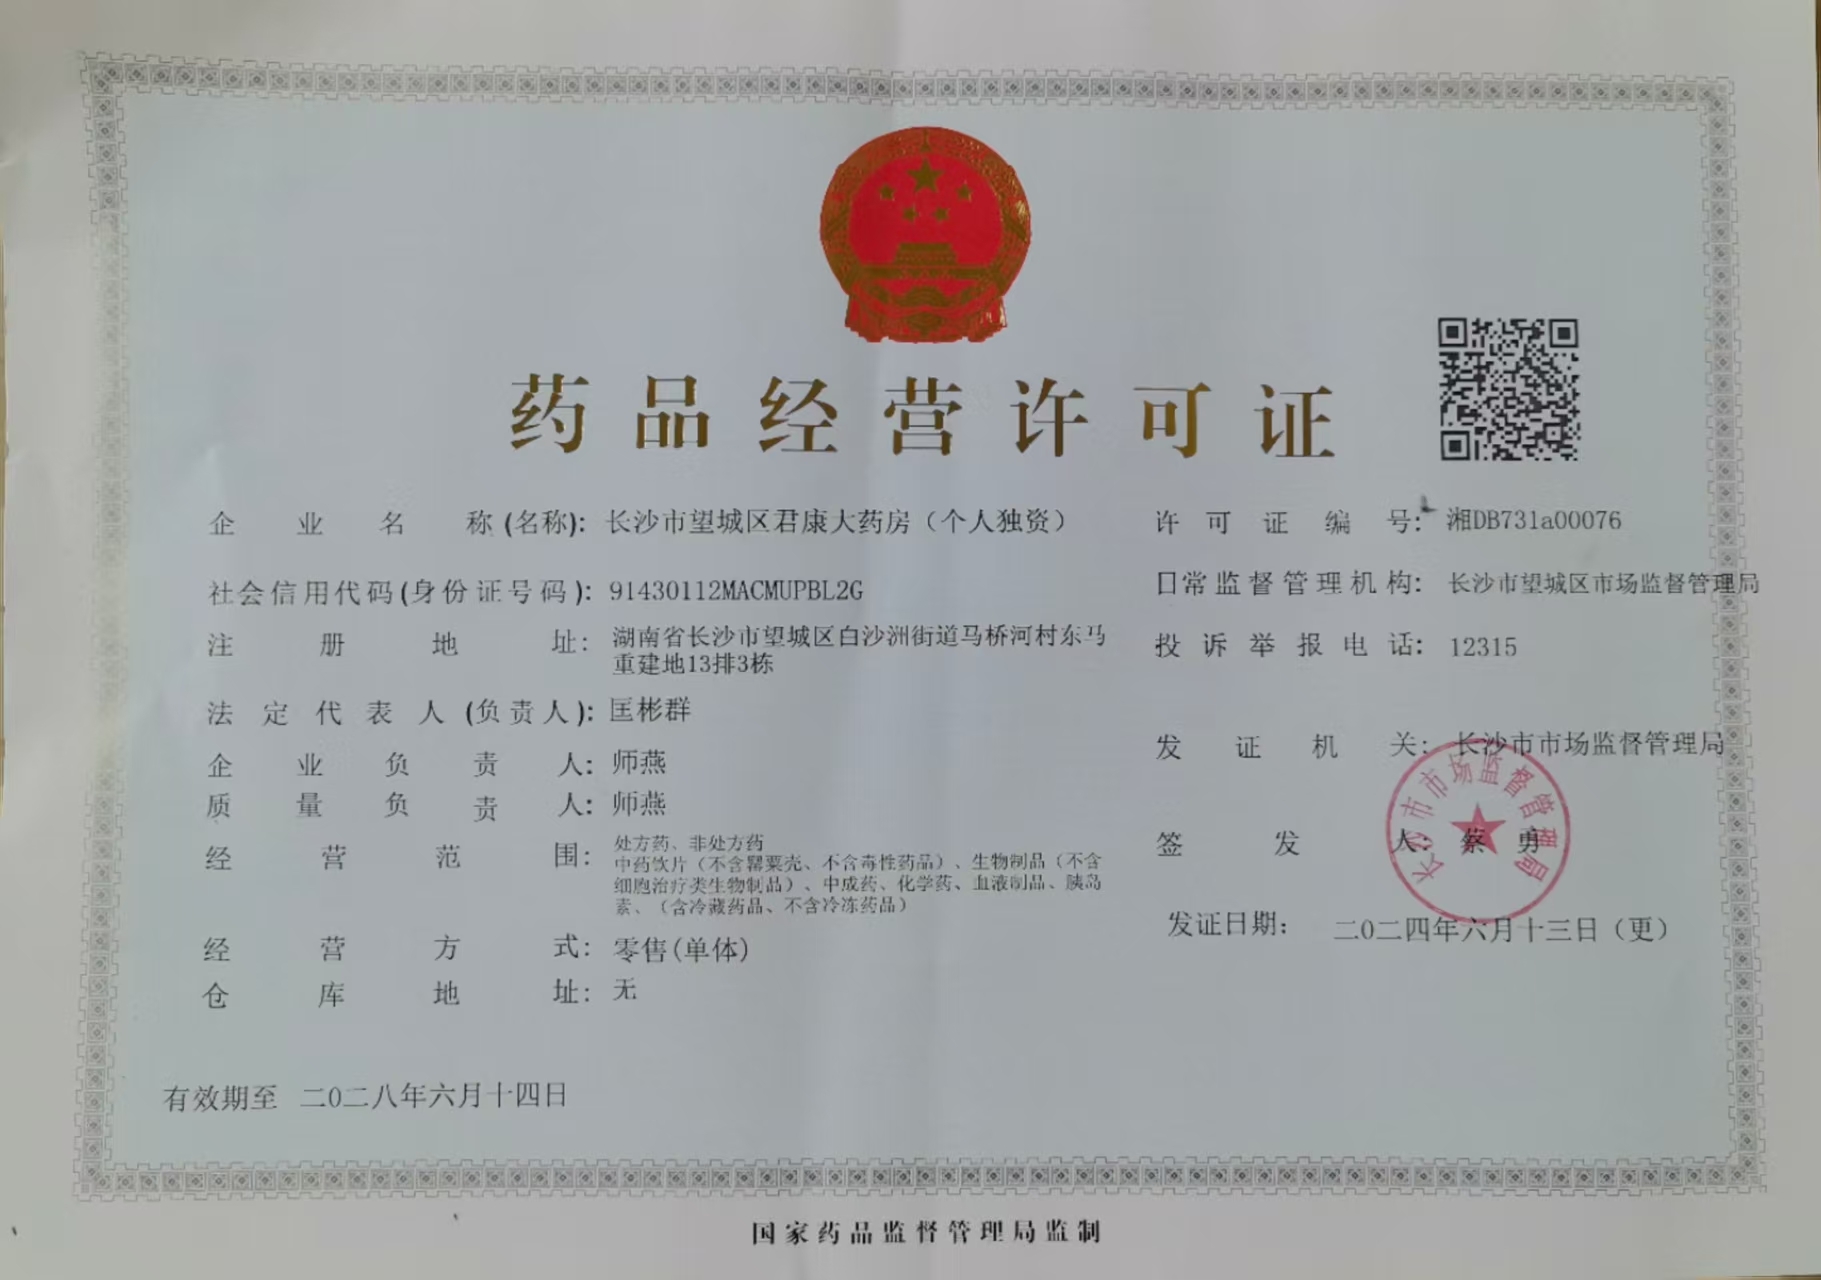 药品经营许可证
企业名称(名称): 长沙市望城区君康大药房（个人独资）
许可证编号: 湘DB731a00076
社会信用代码(身份证号码): 91430112MACMUPBL2G
日常监督管理机构: 长沙市望城区市场监督管理局
注册地址: 湖南省长沙市望城区白沙洲街道马桥河村东马
重建地13排3栋
投诉举报电话: 12315
法定代表人(负责人): 匡彬群
发证机关: 长沙市市场监督管理局
企业负责人: 师燕
质量负责人: 师燕
签发人: 蔡勇
长沙市市场监督管理局
经营范围: 处方药、非处方药
中药饮片（不含罂粟壳、不含毒性药品）、生物制品（不含
细胞治疗类生物制品）、中成药、化学药、血液制品、胰岛
素、（含冷藏药品、不含冷冻药品）
发证日期: 二0二四年六月十三日（更）
经营方式: 零售(单体)
仓库地址: 无
有效期至 二0二八年六月十四日
国家药品监督管理局监制